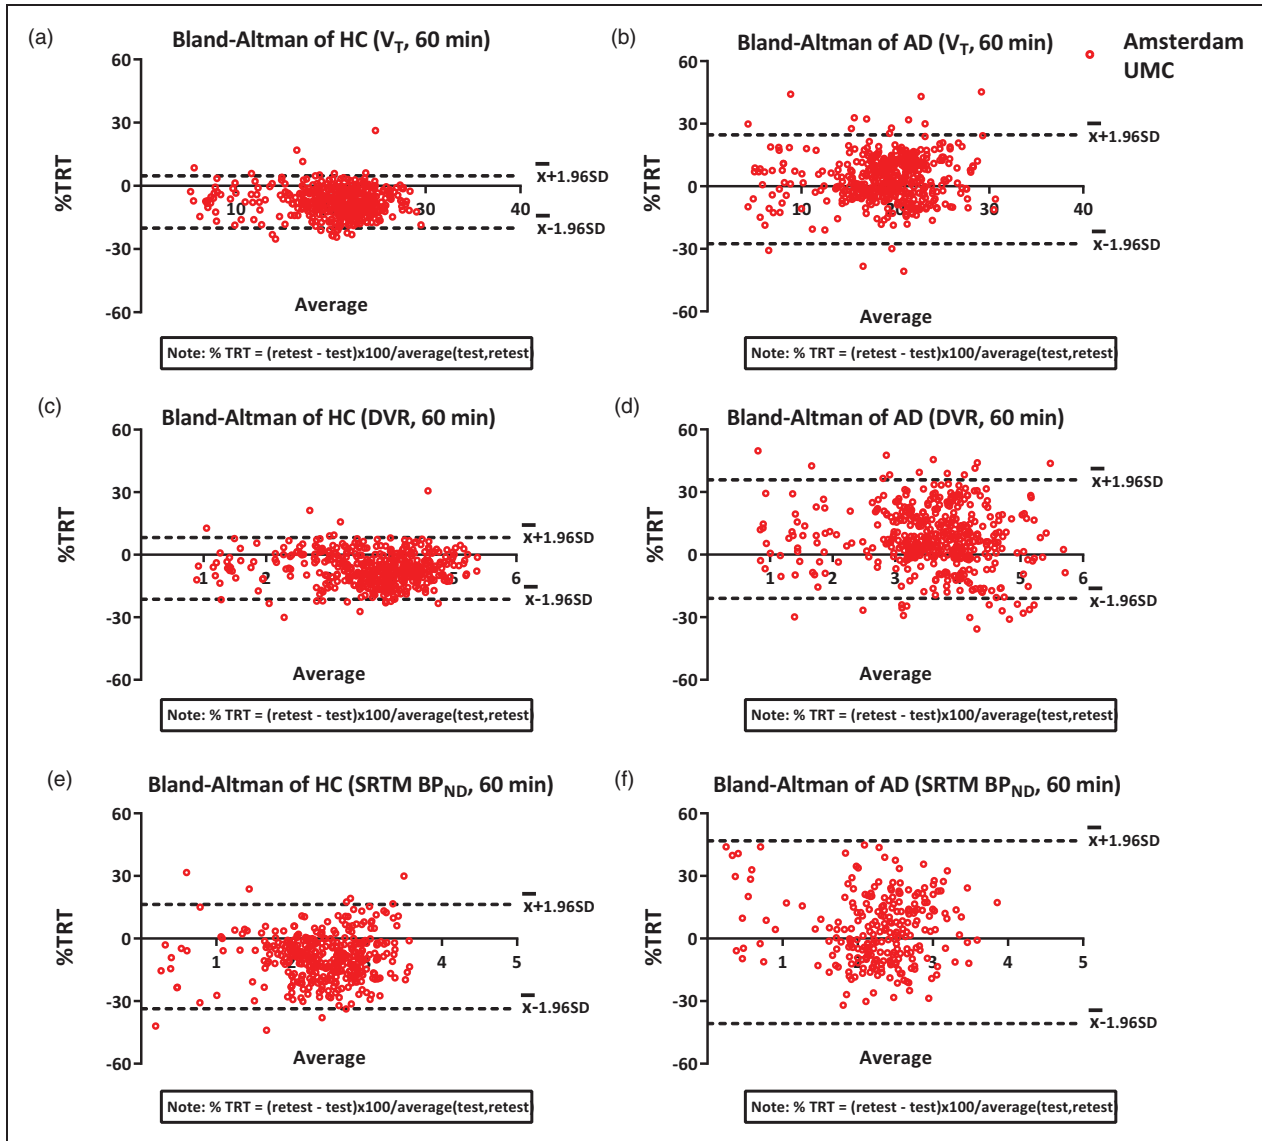 (a)
Bland-Altman of HC (VT, 60 min)
60
30
0
-30
-60
%TRT
10
30
40
x+1.96SD
x-1.96SD
Average
Note: % TRT = (retest - test)x100/average(test,retest)
(b)
Bland-Altman of AD (VT, 60 min)
Amsterdam
UMC
60
30
0
-30
-60
%TRT
10
20
30
40
x+1.96SD
x-1.96SD
Average
Note: % TRT = (retest - test)x100/average(test,retest)
(c)
Bland-Altman of HC (DVR, 60 min)
60
30
0
-30
-60
%TRT
1
2
5
6
x+1.96SD
x-1.96SD
Average
Note: % TRT = (retest - test)x100/average(test,retest)
(d)
Bland-Altman of AD (DVR, 60 min)
60
30
0
-30
-60
%TRT
1
2
3
5
6
x+1.96SD
x-1.96SD
Average
Note: % TRT = (retest - test)x100/average(test,retest)
(e)
Bland-Altman of HC (SRTM BPND, 60 min)
60
30
0
-30
-60
%TRT
1
2
3
4
5
x+1.96SD
x-1.96SD
Average
Note: % TRT = (retest - test)x100/average(test,retest)
(f)
Bland-Altman of AD (SRTM BPND, 60 min)
60
30
0
-30
-60
%TRT
1
2
3
4
5
x+1.96SD
x-1.96SD
Average
Note: % TRT = (retest - test)x100/average(test,retest)